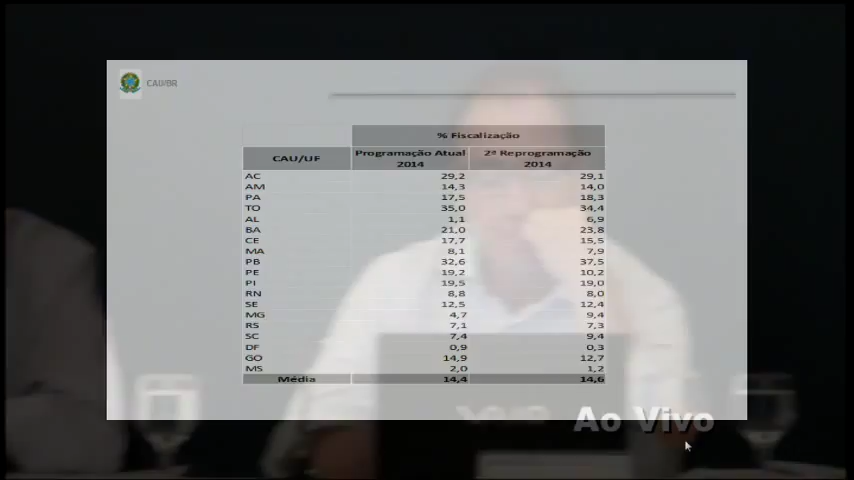 CAU/BR
% Fiscalização
CAU/UF Programação Atual 2014 2ª Reprogramação 2014
AC 29,2 29,1
AM 14,3 14,0
PA 17,5 18,3
TO 35,0 34,4
AL 1,1 6,9
BA 21,0 23,8
CE 17,7 15,5
MA 8,1 7,9
PB 32,6 37,5
PE 19,2 10,2
PI 19,5 19,0
RN 8,8 8,0
SE 12,5 12,4
MG 4,7 9,4
RS 7,1 7,3
SC 7,4 9,4
DF 0,9 0,3
GO 14,9 12,7
MS 2,0 1,2
Média 14,4 14,6
Ao Vivo